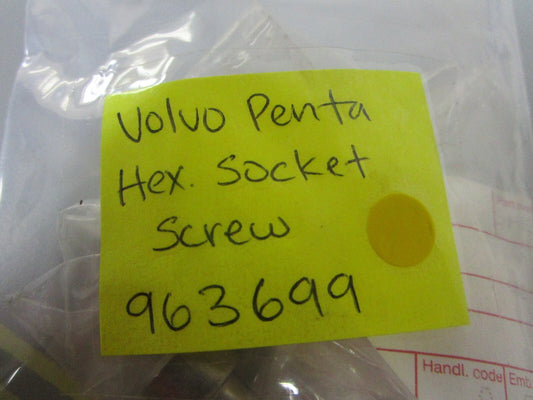 Volvo Penta
Hex. Socket
Screw
963699
Handl. code